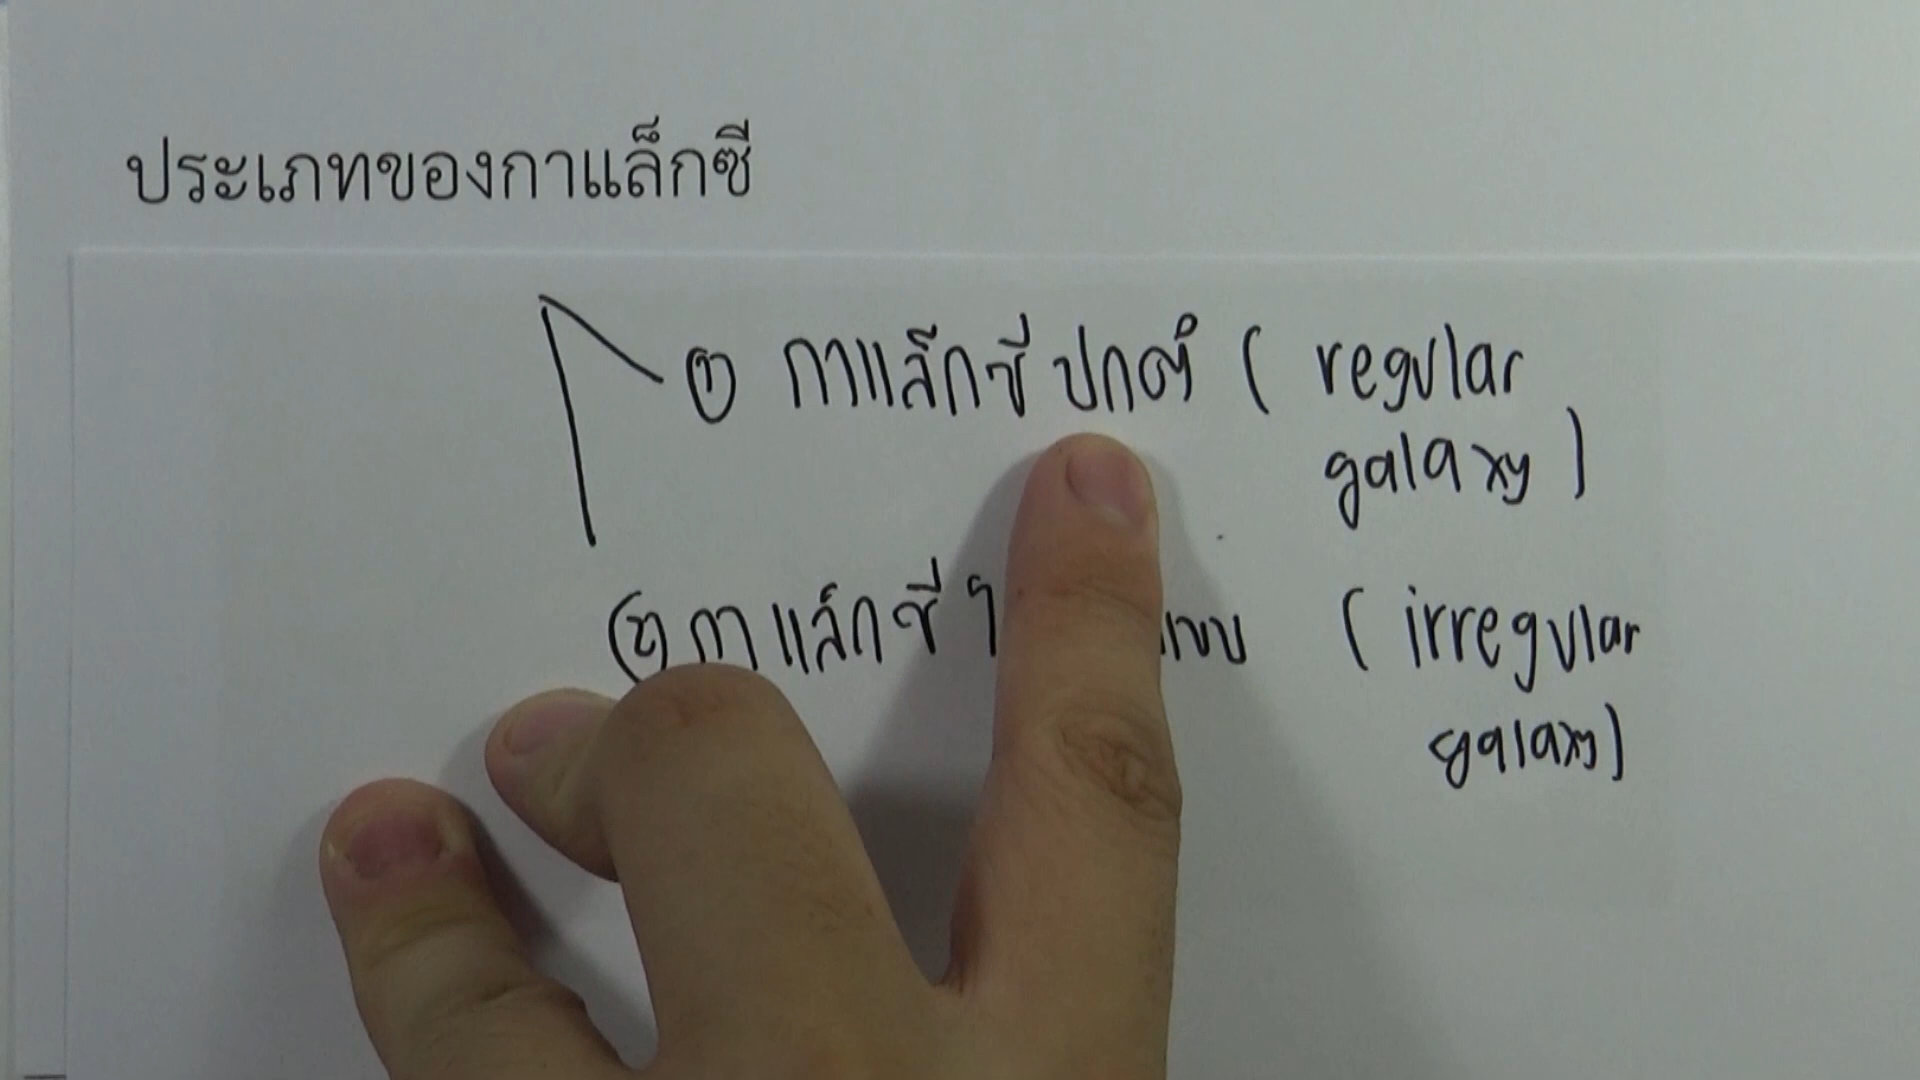 ประเภทของกาแล็กซี
๑ กาแล็กซีปกติ ( regular
galaxy )
๒ กาแล็กซี ( irregular
galaxy)